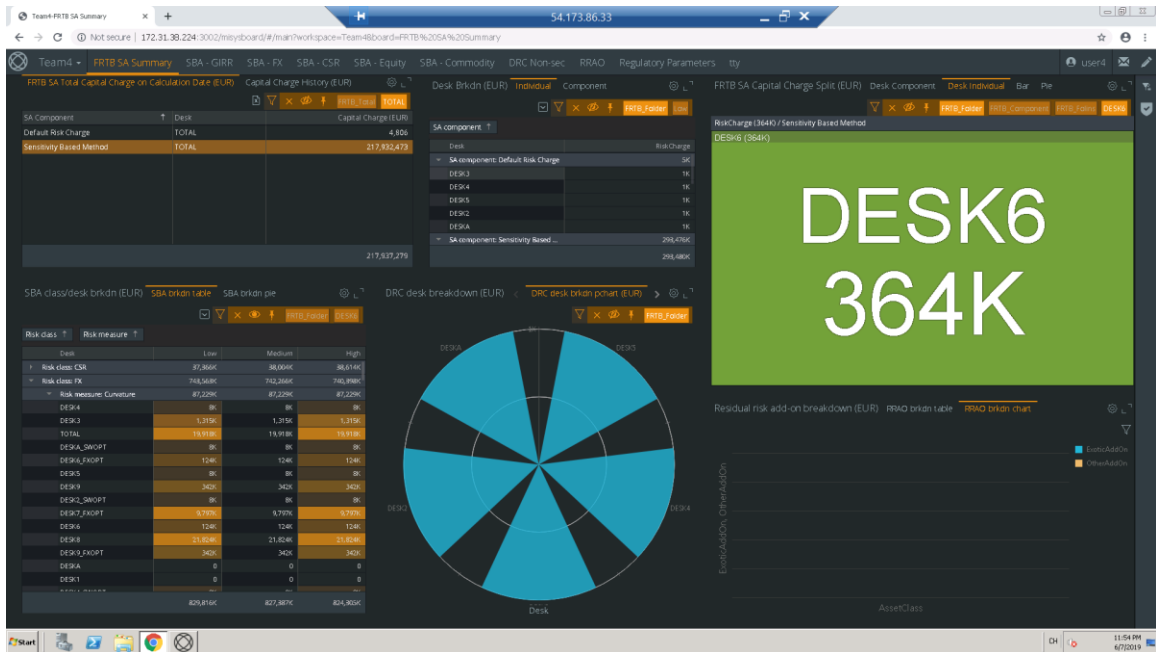 Team4-FRTB SA Summary
54.173.86.33
Not secure | 172.31.38.224:3002/misysboard/#/main?workspace=Team4&board=FRTB%20SA%20Summary
Team4 FRTB SA Summary SBA - GIRR SBA - FX SBA - CSR SBA - Equity SBA - Commodity DRC Non-sec RRAO Regulatory Parameters tty user4
FRTB SA Total Capital Charge on Calculation Date (EUR) Capital Charge History (EUR)
FRTB_Total TOTAL
SA Component Desk Capital Charge (EUR)
Default Risk Charge TOTAL 4,806
Sensitivity Based Method TOTAL 217,932,473
217,937,279
Desk Brkdn (EUR) Individual Component
FRTB_Folder Low
SA component
Desk RiskCharge
SA component: Default Risk Charge 5K
DESK3 1K
DESK4 1K
DESK5 1K
DESK2 1K
DESKA 1K
SA component: Sensitivity Based ... 298,476K
298,480K
FRTB SA Capital Charge Split (EUR) Desk Component Desk Individual Bar Pie
FRTB_Folder FRTB_Component FRTB_Folins DESK6
RiskCharge (364K) / Sensitivity Based Method
DESK6 (364K)
DESK6
364K
SBA class/desk brkdn (EUR) SBA brkdn table SBA brkdn pie
FRTB_Folder DESK6
Risk class Risk measure
Desk Low Medium High
Risk class: CSR 37,366K 38,004K 38,614K
Risk class: FX 743,568K 742,266K 740,898K
Risk measure: Curvature 87,229K 87,229K 87,229K
DESK4 8K 8K 8K
DESK3 1,315K 1,315K 1,315K
TOTAL 19,918K 19,918K 19,918K
DESKA_SWOPT 8K 8K 8K
DESK6_FXOPT 124K 124K 124K
DESK5 8K 8K 8K
DESK9 342K 342K 342K
DESK2_SWOPT 8K 8K 8K
DESK7_FXOPT 9,797K 9,797K 9,797K
DESK6 124K 124K 124K
DESK8 21,824K 21,824K 21,824K
DESK9_FXOPT 342K 342K 342K
DESKA 0 0 0
DESK1 0 0 0
829,816K 827,387K 824,805K
DRC desk breakdown (EUR) DRC desk brkdn pchart (EUR)
FRTB_Folder
DESKA
DESK5
DESK3
DESK4
Desk
Residual risk add-on breakdown (EUR) RRAO brkdn table RRAO brkdn chart
ExoticAddOn
OtherAddOn
ExoticAddOn, OtherAddOn
AssetClass
Start
CH
11:54 PM
6/7/2019